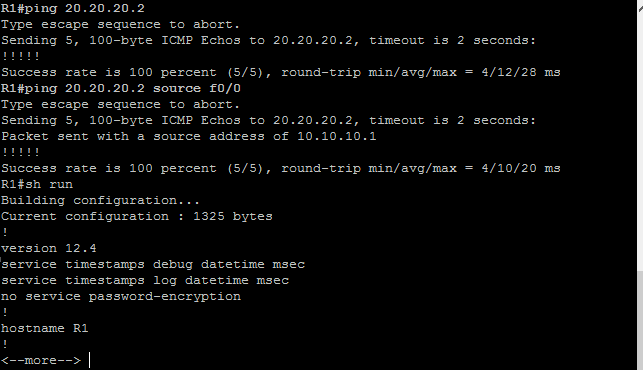 R1#ping 20.20.20.2
Type escape sequence to abort.
Sending 5, 100-byte ICMP Echos to 20.20.20.2, timeout is 2 seconds:
!!!!!
Success rate is 100 percent (5/5), round-trip min/avg/max = 4/12/28 ms
R1#ping 20.20.20.2 source f0/0
Type escape sequence to abort.
Sending 5, 100-byte ICMP Echos to 20.20.20.2, timeout is 2 seconds:
Packet sent with a source address of 10.10.10.1
!!!!!
Success rate is 100 percent (5/5), round-trip min/avg/max = 4/10/20 ms
R1#sh run
Building configuration...
Current configuration : 1325 bytes
!
version 12.4
service timestamps debug datetime msec
service timestamps log datetime msec
no service password-encryption
!
hostname R1
!
<--more-->